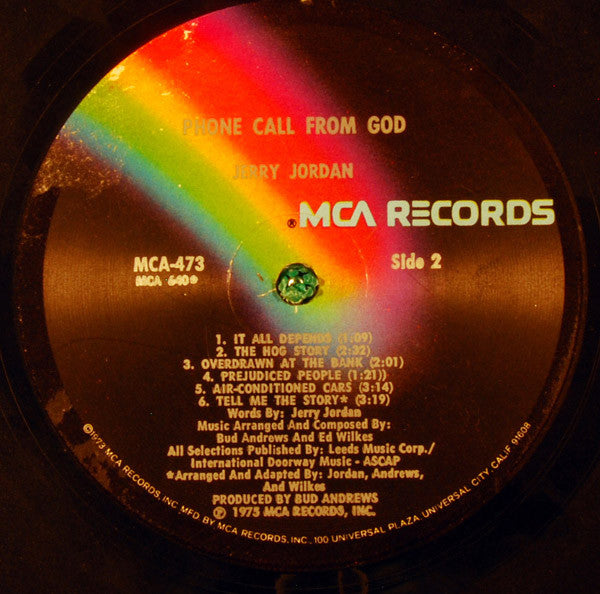 PHONE CALL FROM GOD
JERRY JORDAN
®MCA RECORDS
MCA-473
MCA 640*
Side 2
1. IT ALL DEPENDS (1:09)
2. THE HOG STORY (2:32)
3. OVERDRAWN AT THE BANK (2:01)
4. PREJUDICED PEOPLE (1:21))
5. AIR-CONDITIONED CARS (3:14)
6. TELL ME THE STORY* (3:19)
Words By: Jerry Jordan
Music Arranged And Composed By:
Bud Andrews And Ed Wilkes
All Selections Published By: Leeds Music Corp./
International Doorway Music - ASCAP
*Arranged and Adapted By: Jordan, Andrews,
And Wilkes
PRODUCED BY BUD ANDREWS
℗ 1975 MCA RECORDS, INC.
©1973 MCA RECORDS, INC. MFD BY MCA RECORDS, INC., 100 UNIVERSAL PLAZA, UNIVERSAL CITY, CALIF. 91608